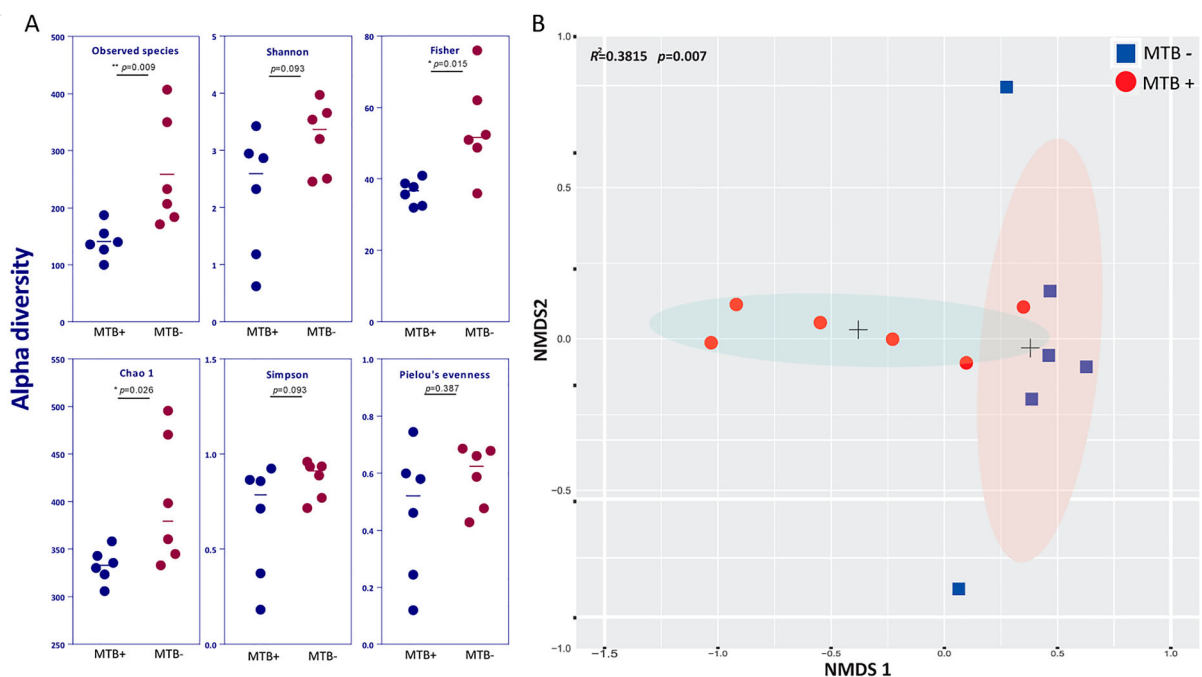 A
Alpha diversity
Observed species
** p=0.009
500
400
300
200
100
0
MTB+ MTB-
Shannon
p=0.093
5
4
3
2
1
0
MTB+ MTB-
Fisher
* p=0.015
80
60
40
20
0
MTB+ MTB-
Chao 1
* p=0.026
550
500
450
400
350
300
250
MTB+ MTB-
Simpson
p=0.093
1.5
1.0
0.5
0.0
MTB+ MTB-
Pielou's evenness
p=0.387
1.0
0.8
0.6
0.4
0.2
0.0
MTB+ MTB-
B
R²=0.3815 p=0.007
MTB -
MTB +
NMDS2
1.0
0.5
0.0
−0.5
−1.0
−1.5 −1.0 −0.5 0.0 0.5 1.0
NMDS 1